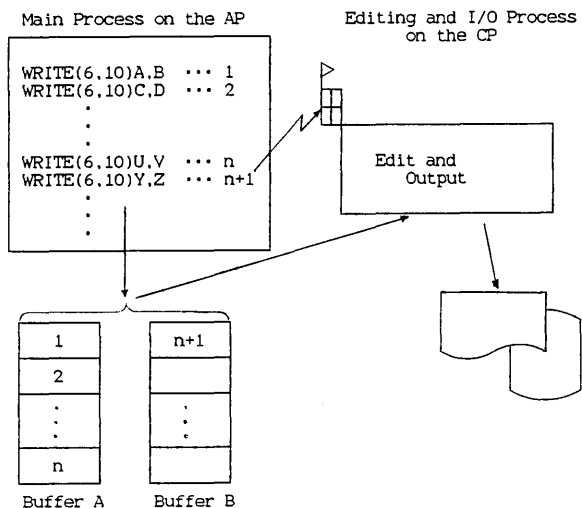 Main Process on the AP
Editing and I/O Process
on the CP
WRITE(6,10)A,B ··· 1
WRITE(6,10)C,D ··· 2
WRITE(6,10)U,V ··· n
WRITE(6,10)Y,Z ··· n+1
Edit and
Output
1
n+1
2
n
Buffer A
Buffer B